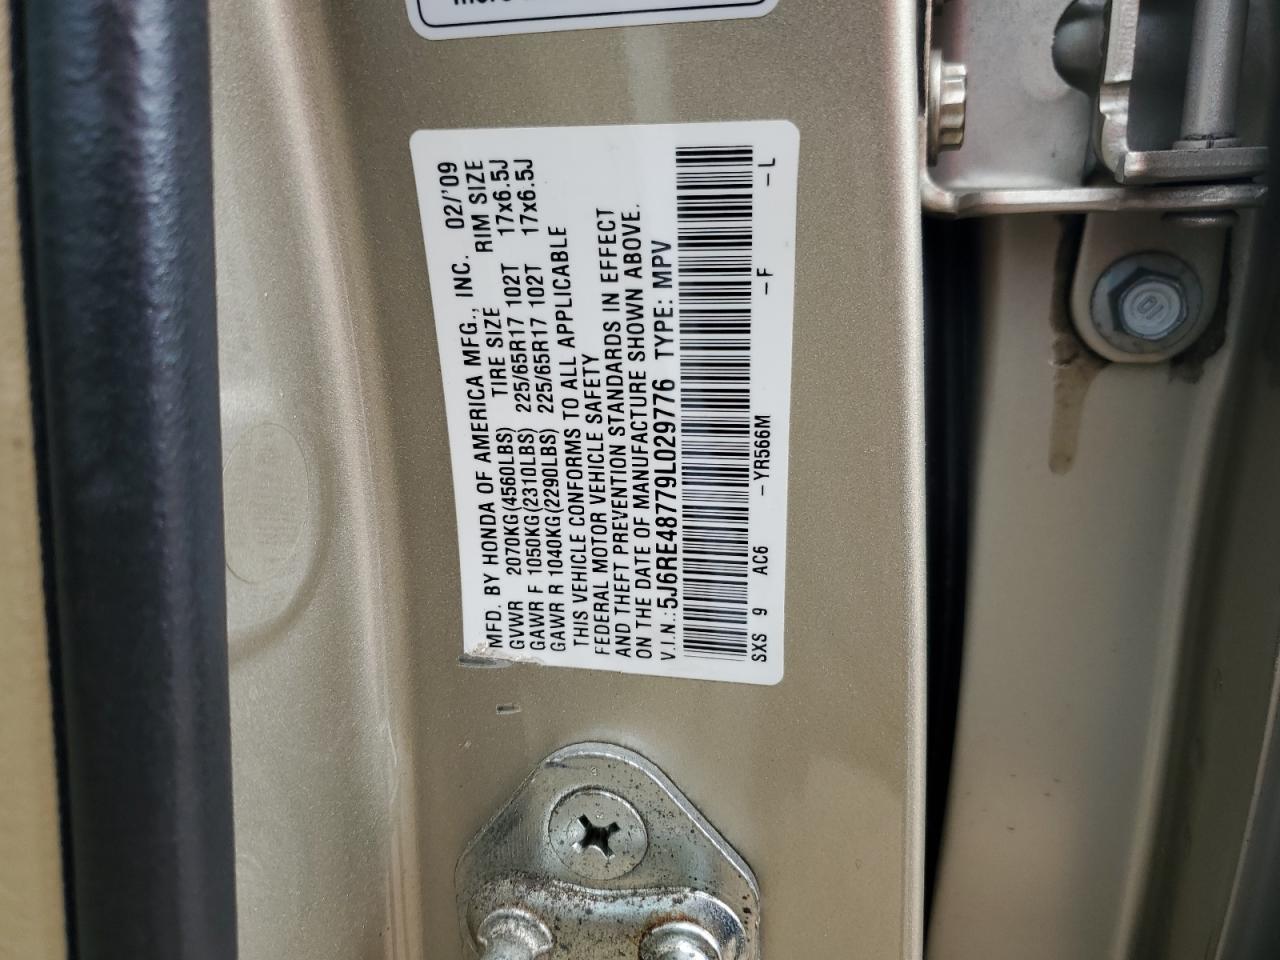 MFD. BY HONDA OF AMERICA MFG., INC. 02/'09
GVWR 2070KG(4560LBS) TIRE SIZE RIM SIZE
GAWR F 1050KG(2310LBS) 225/65R17 102T 17x6.5J
GAWR R 1040KG(2290LBS) 225/65R17 102T 17x6.5J
THIS VEHICLE CONFORMS TO ALL APPLICABLE
FEDERAL MOTOR VEHICLE SAFETY
AND THEFT PREVENTION STANDARDS IN EFFECT
ON THE DATE OF MANUFACTURE SHOWN ABOVE.
V.I.N.: 5J6RE48779L029776 TYPE: MPV
SXS 9 AC6 -YR566M -F -L